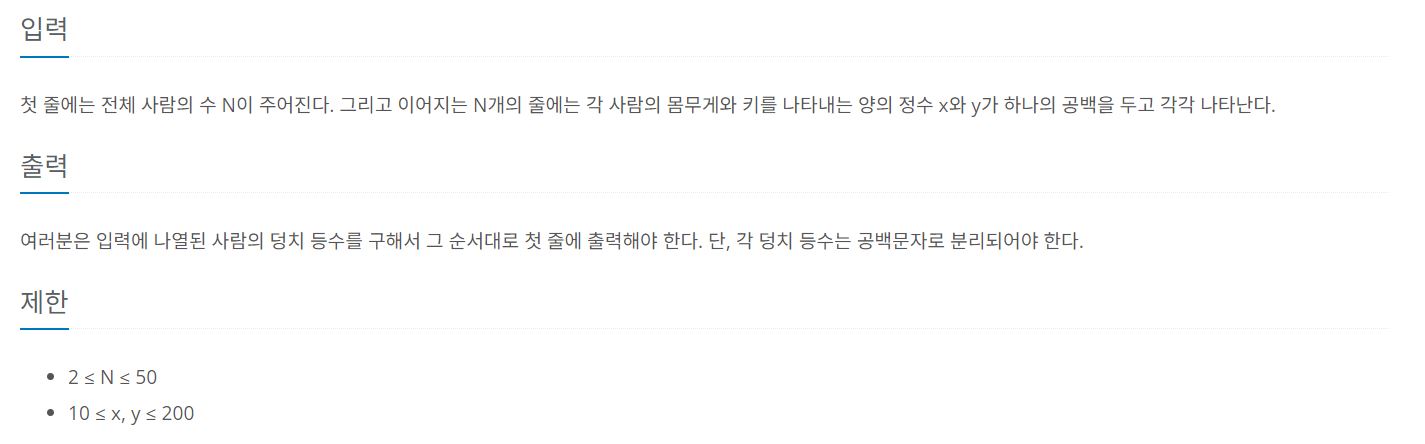 입력
첫 줄에는 전체 사람의 수 N이 주어진다. 그리고 이어지는 N개의 줄에는 각 사람의 몸무게와 키를 나타내는 양의 정수 x와 y가 하나의 공백을 두고 각각 나타난다.
출력
여러분은 입력에 나열된 사람의 덩치 등수를 구해서 그 순서대로 첫 줄에 출력해야 한다. 단, 각 덩치 등수는 공백문자로 분리되어야 한다.
제한
• 2 ≤ N ≤ 50
• 10 ≤ x, y ≤ 200